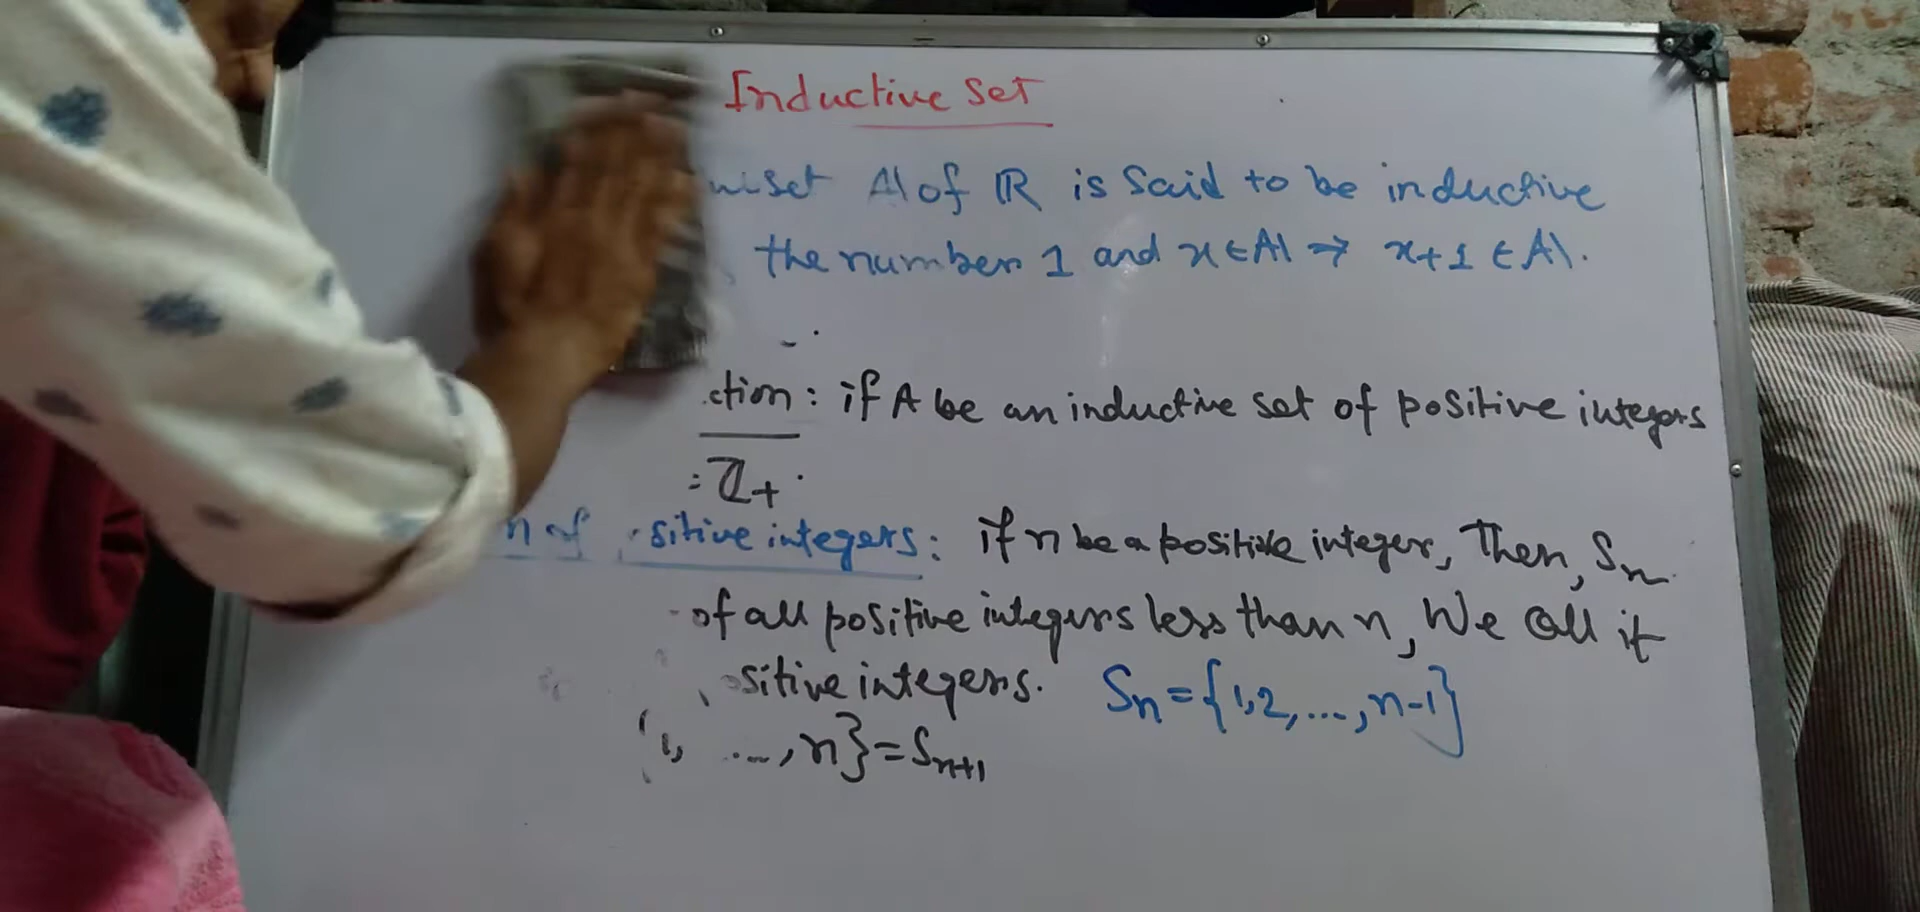 Inductive set
of ℝ is said to be inductive
the number 1 and x ∈ A ⇒ x+1 ∈ A.
ction: if A be an inductive set of positive integers
= ℤ+.
n of sitive integers: if n be a positive integer, Then, Sn
of all positive integers less than n, We call it
sitive integers. Sn = {1,2,...,n-1}
1, ...,n} = Sn+1